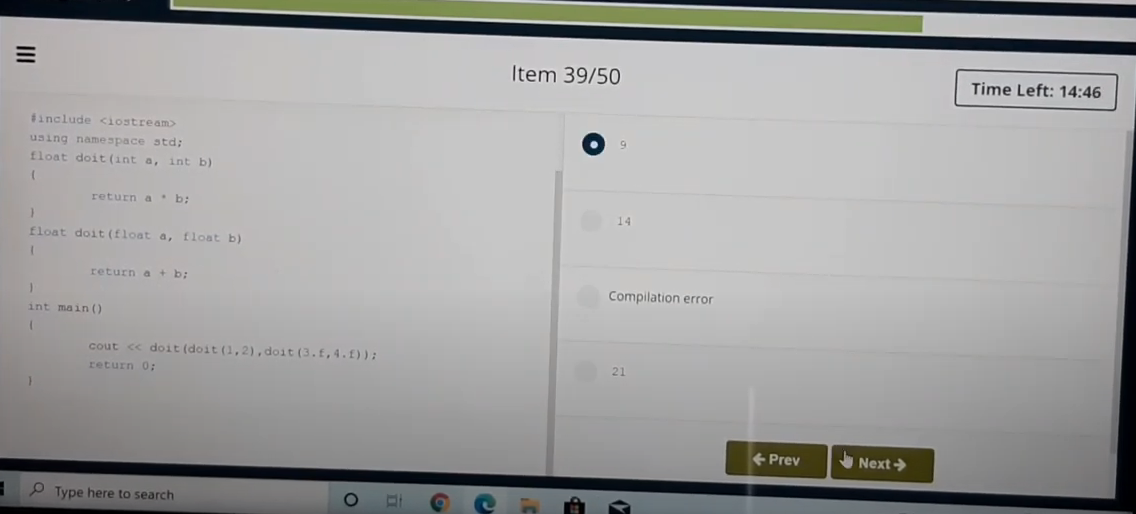 Item 39/50
Time Left: 14:46
#include <iostream>
using namespace std;
float doit(int a, int b)
{
return a * b;
}
float doit(float a, float b)
{
return a + b;
}
int main()
{
cout << doit(doit(1,2),doit(3.f,4.f));
return 0;
}
9
14
Compilation error
21
Prev
Next
Type here to search